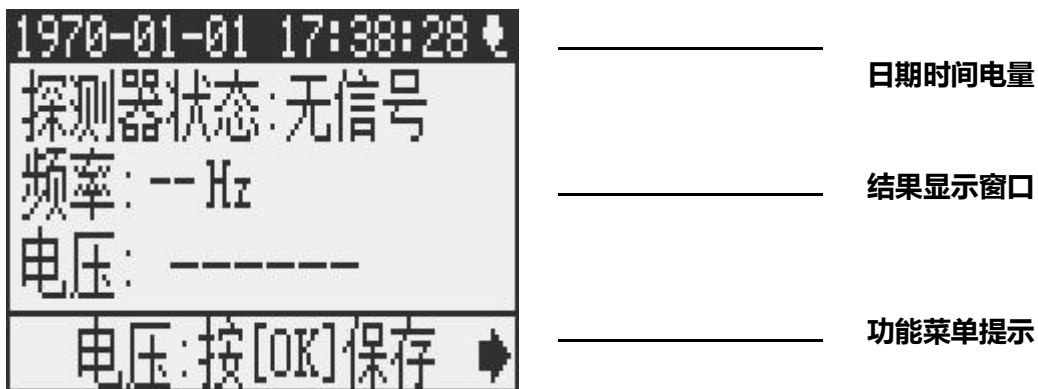 1970-01-01 17:38:28
日期时间电量
探测器状态:无信号
频率:--Hz
结果显示窗口
电压: ------
电压:按[OK]保存
功能菜单提示